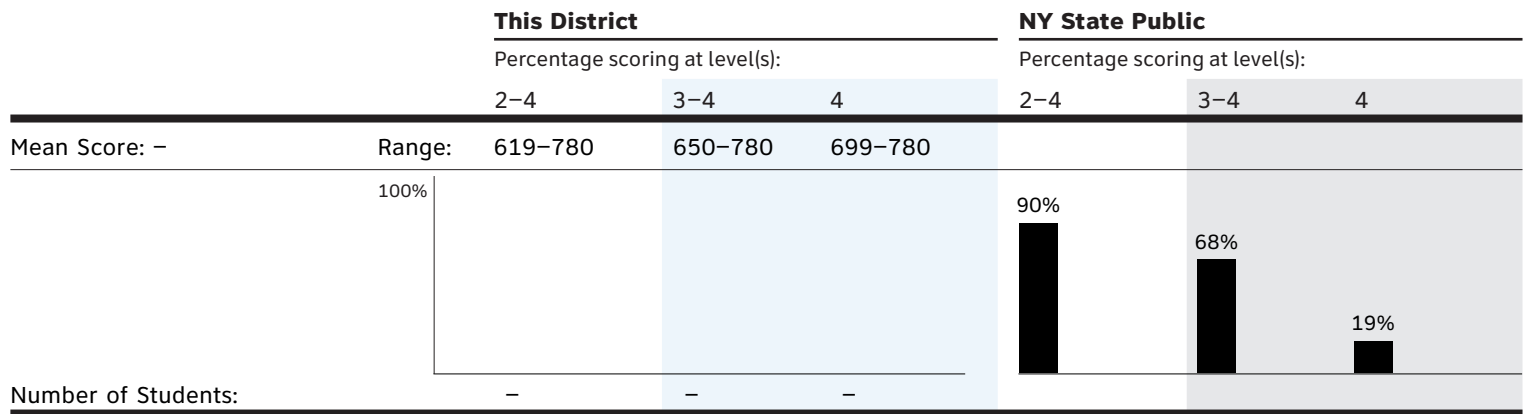 This District NY State Public
Percentage scoring at level(s): Percentage scoring at level(s):
2–4 3–4 4 2–4 3–4 4
Mean Score: – Range: 619–780 650–780 699–780
100%
90%
68%
19%
Number of Students: – – –